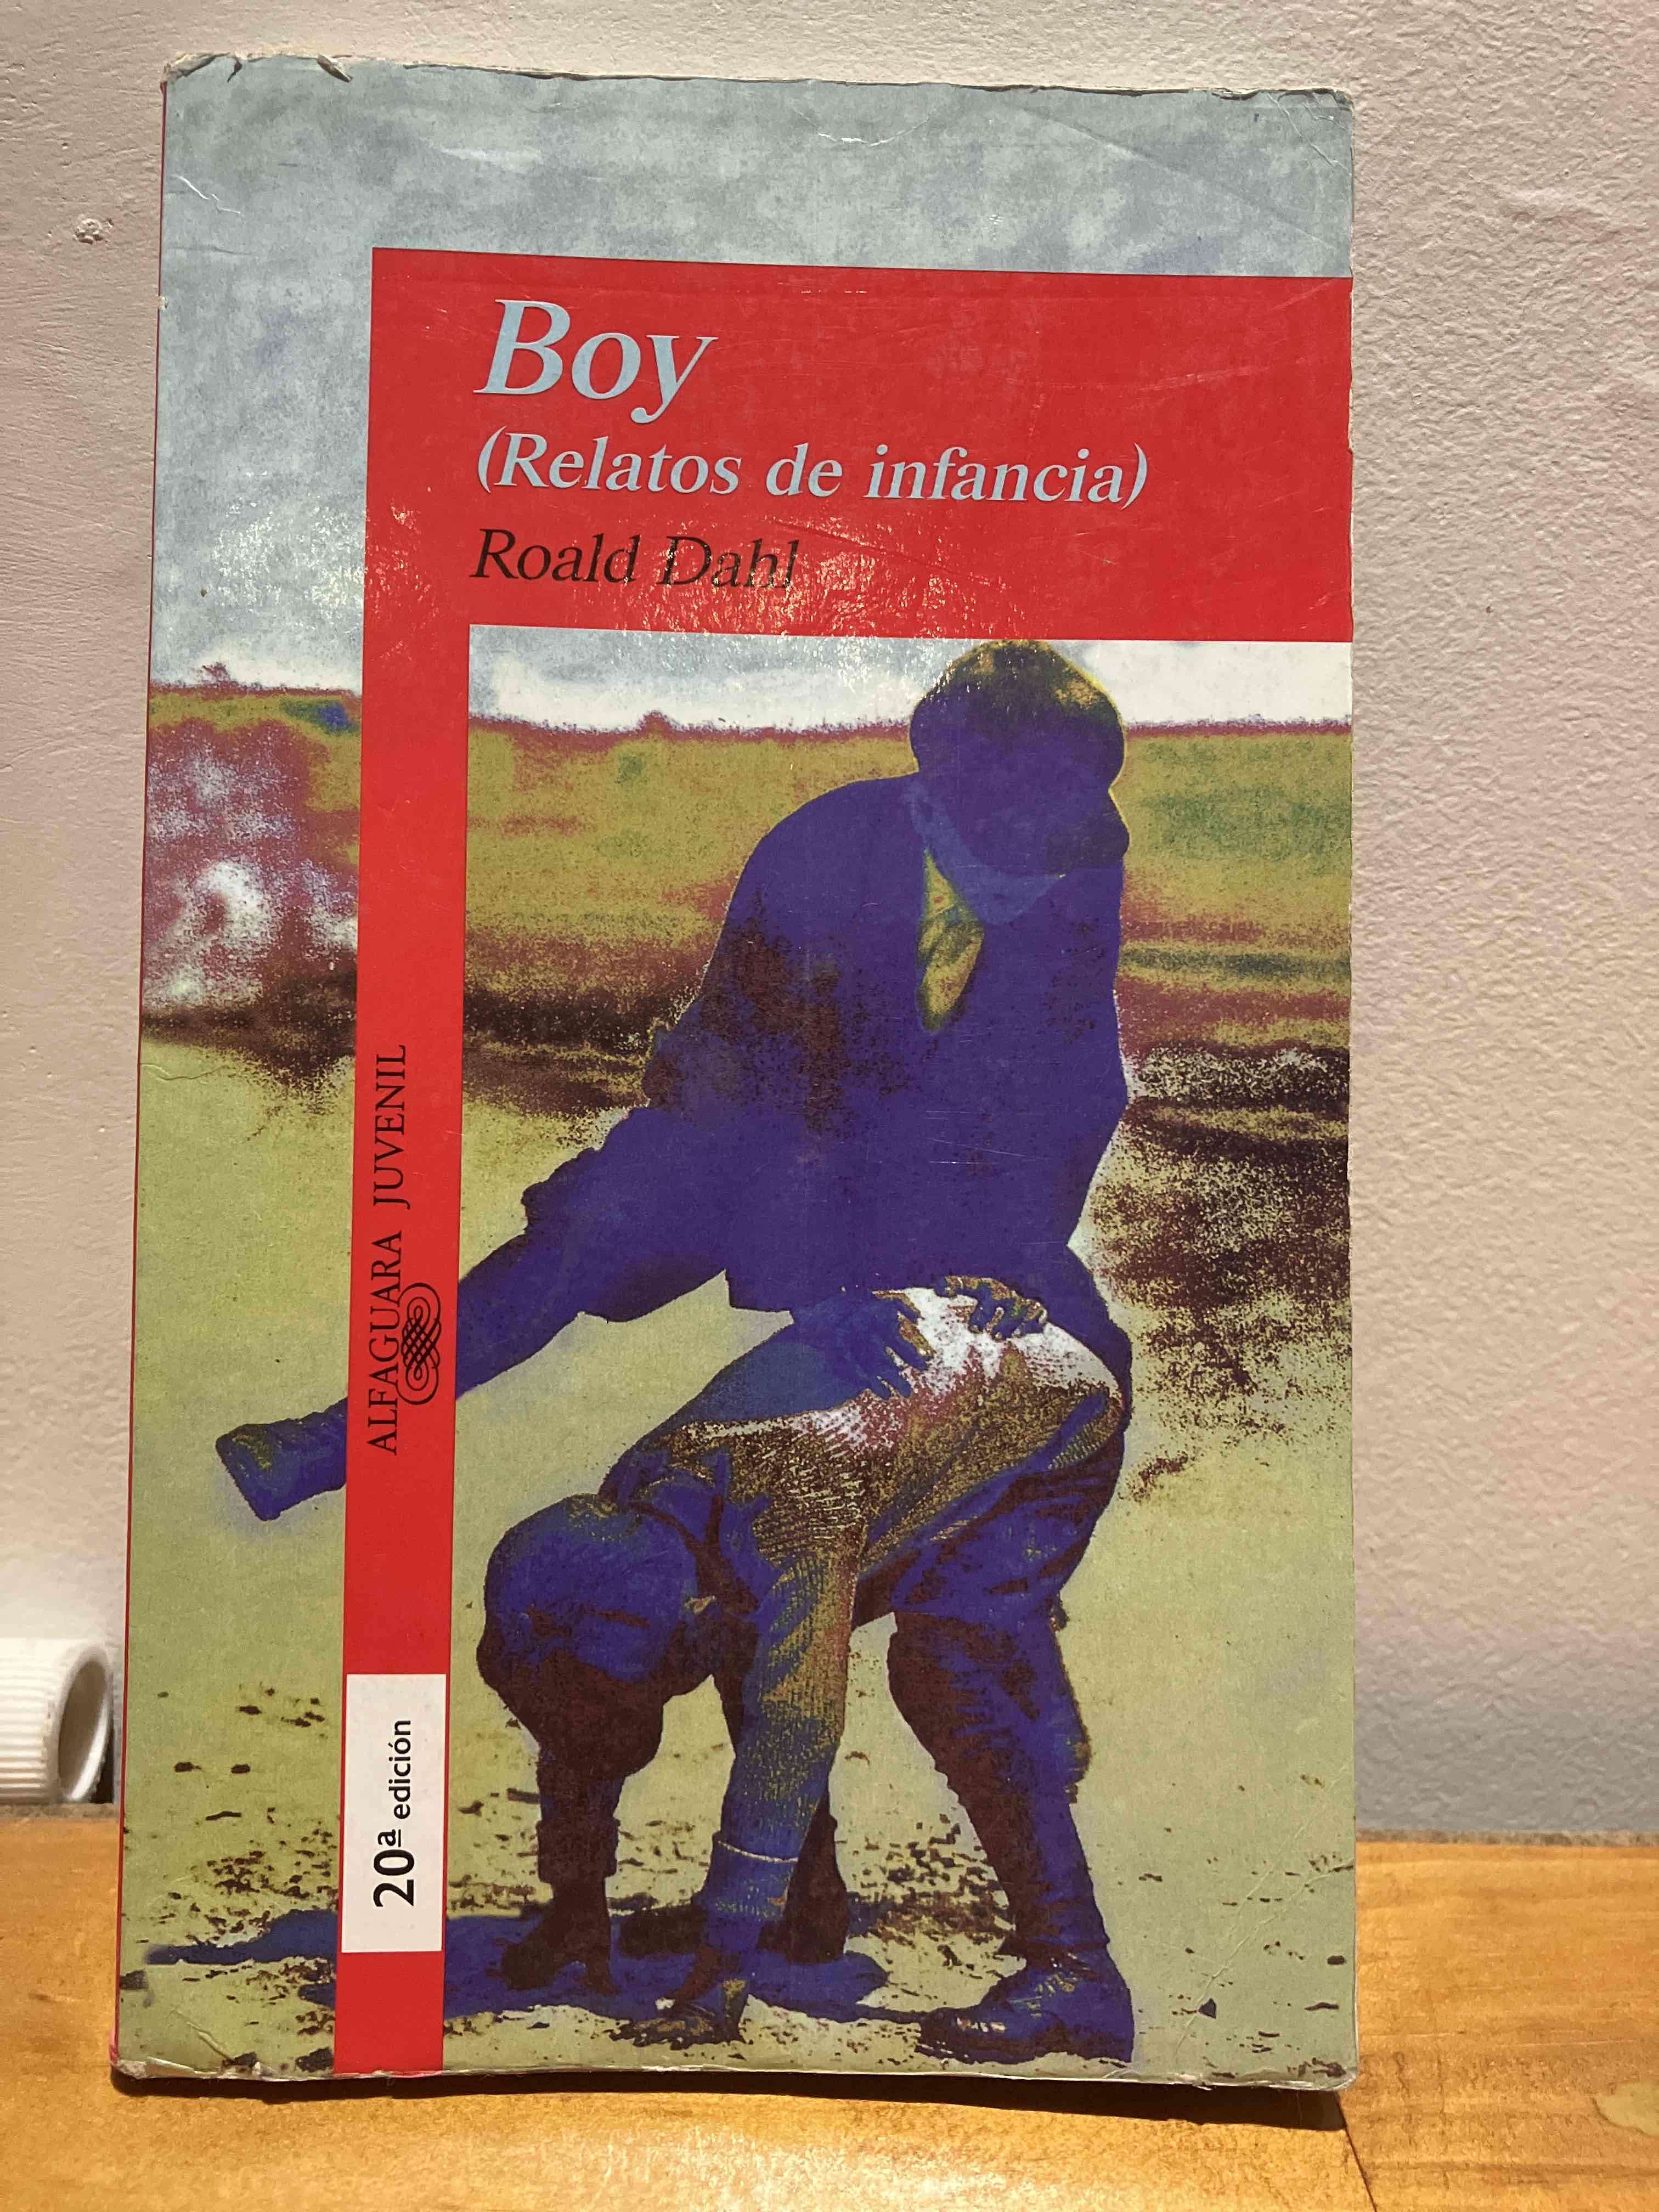 Boy
(Relatos de infancia)
Roald Dahl
ALFAGUARA JUVENIL
20ª edición